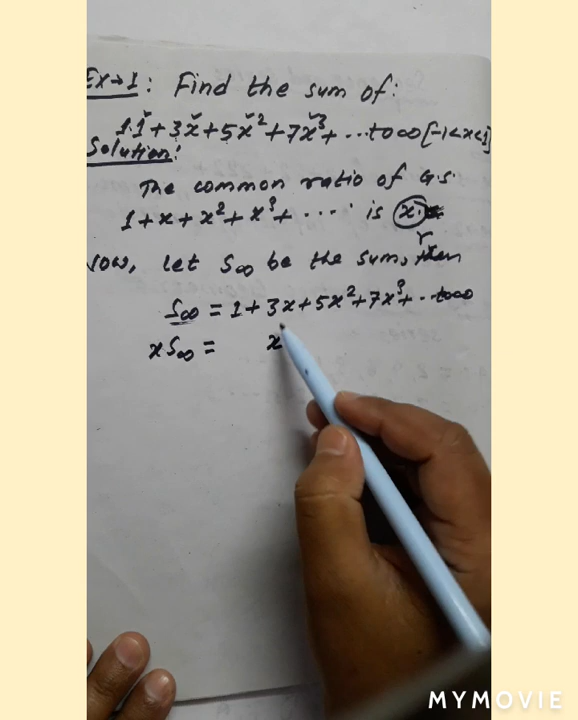 Ex→1: Find the sum of:
1.1+3x+5x²+7x³+...to∞[-1<x<1]
Solution:
The common ratio of G.S
1+x+x²+x³+.... is x
r
Now, let S∞ be the sum, then
S∞ = 1+3x+5x²+7x³+..to∞
xS∞ = x
MYMOVIE